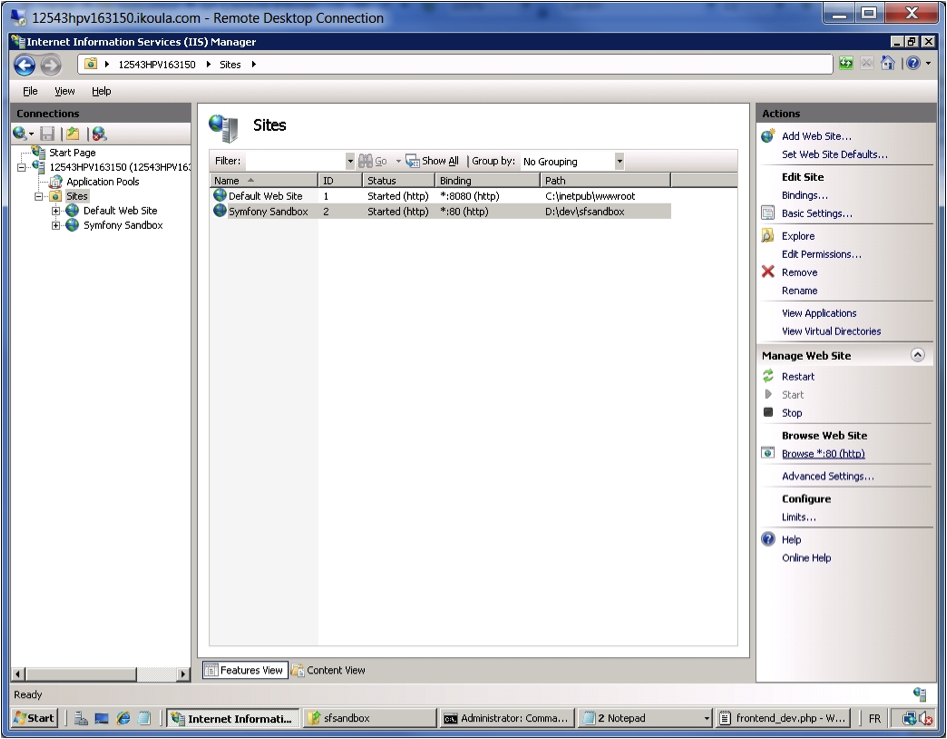 12543hpv163150.ikoula.com - Remote Desktop Connection
Internet Information Services (IIS) Manager
12543HPV163150 Sites
File View Help
Connections
Start Page
12543HPV163150 (12543HPV163
Application Pools
Sites
Default Web Site
Symfony Sandbox
Sites
Filter: Go Show All Group by: No Grouping
Name ID Status Binding Path
Default Web Site 1 Started (http) *:8080 (http) C:\inetpub\wwwroot
Symfony Sandbox 2 Started (http) *:80 (http) D:\dev\sfsandbox
Features View Content View
Actions
Add Web Site...
Set Web Site Defaults...
Edit Site
Bindings...
Basic Settings...
Explore
Edit Permissions...
Remove
Rename
View Applications
View Virtual Directories
Manage Web Site
Restart
Start
Stop
Browse Web Site
Browse *:80 (http)
Advanced Settings...
Configure
Limits...
Help
Online Help
Ready
Start Internet Informati... sfsandbox Administrator: Comma... 2 Notepad frontend_dev.php - W... FR